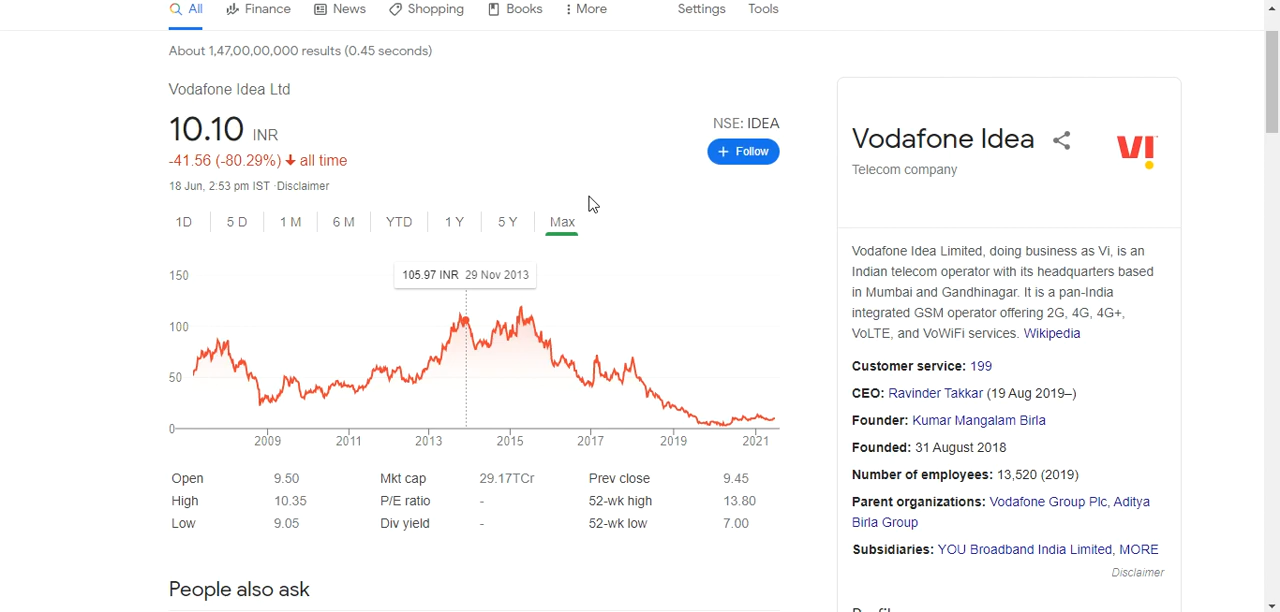 All Finance News Shopping Books More Settings Tools
About 1,47,00,00,000 results (0.45 seconds)
Vodafone Idea Ltd
10.10 INR
NSE: IDEA
-41.56 (-80.29%) all time
+ Follow
18 Jun, 2:53 pm IST · Disclaimer
1D 5 D 1 M 6 M YTD 1 Y 5 Y Max
105.97 INR 29 Nov 2013
150
100
50
0
2009 2011 2013 2015 2017 2019 2021
Open 9.50 Mkt cap 29.17TCr Prev close 9.45
High 10.35 P/E ratio - 52-wk high 13.80
Low 9.05 Div yield - 52-wk low 7.00
People also ask
Vodafone Idea
VI
Telecom company
Vodafone Idea Limited, doing business as Vi, is an
Indian telecom operator with its headquarters based
in Mumbai and Gandhinagar. It is a pan-India
integrated GSM operator offering 2G, 4G, 4G+,
VoLTE, and VoWiFi services. Wikipedia
Customer service: 199
CEO: Ravinder Takkar (19 Aug 2019–)
Founder: Kumar Mangalam Birla
Founded: 31 August 2018
Number of employees: 13,520 (2019)
Parent organizations: Vodafone Group Plc, Aditya
Birla Group
Subsidiaries: YOU Broadband India Limited, MORE
Disclaimer